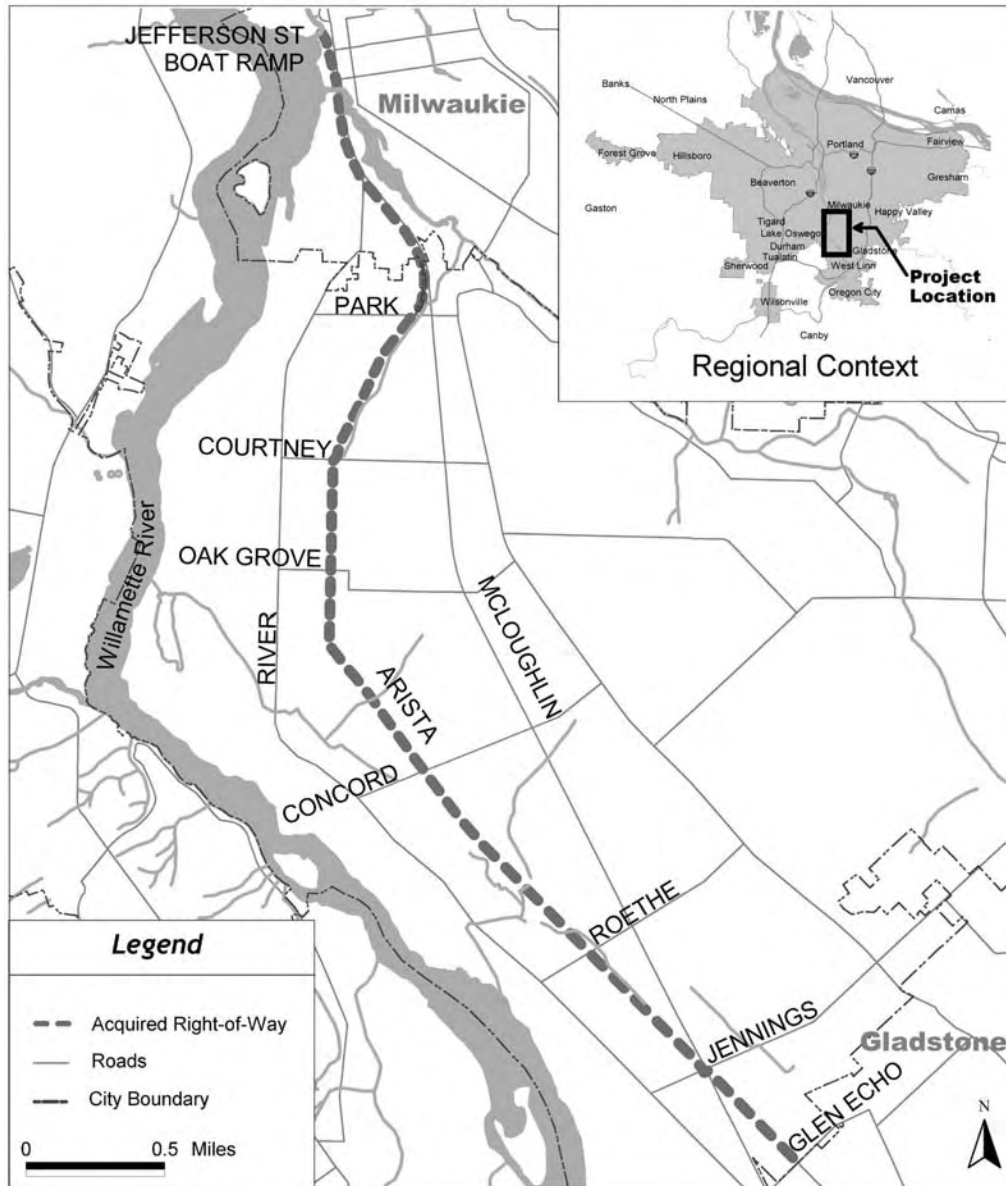 JEFFERSON ST
BOAT RAMP
Milwaukie
PARK
COURTNEY
OAK GROVE
Willamette River
RIVER
MCLOUGHLIN
ARISTA
CONCORD
ROETHE
JENNINGS
Gladstone
GLEN ECHO
N
Vancouver
Banks
North Plains
Camas
Portland
Fairview
Forest Grove
Hillsboro
Beaverton
Gresham
Gaston
Milwaukie
Happy Valley
Tigard
Lake Oswego
Durham
Gladstone
Tualatin
Sherwood
West Linn
Oregon City
Wilsonville
Canby
Project
Location
Regional Context
Legend
Acquired Right-of-Way
Roads
City Boundary
0 0.5 Miles